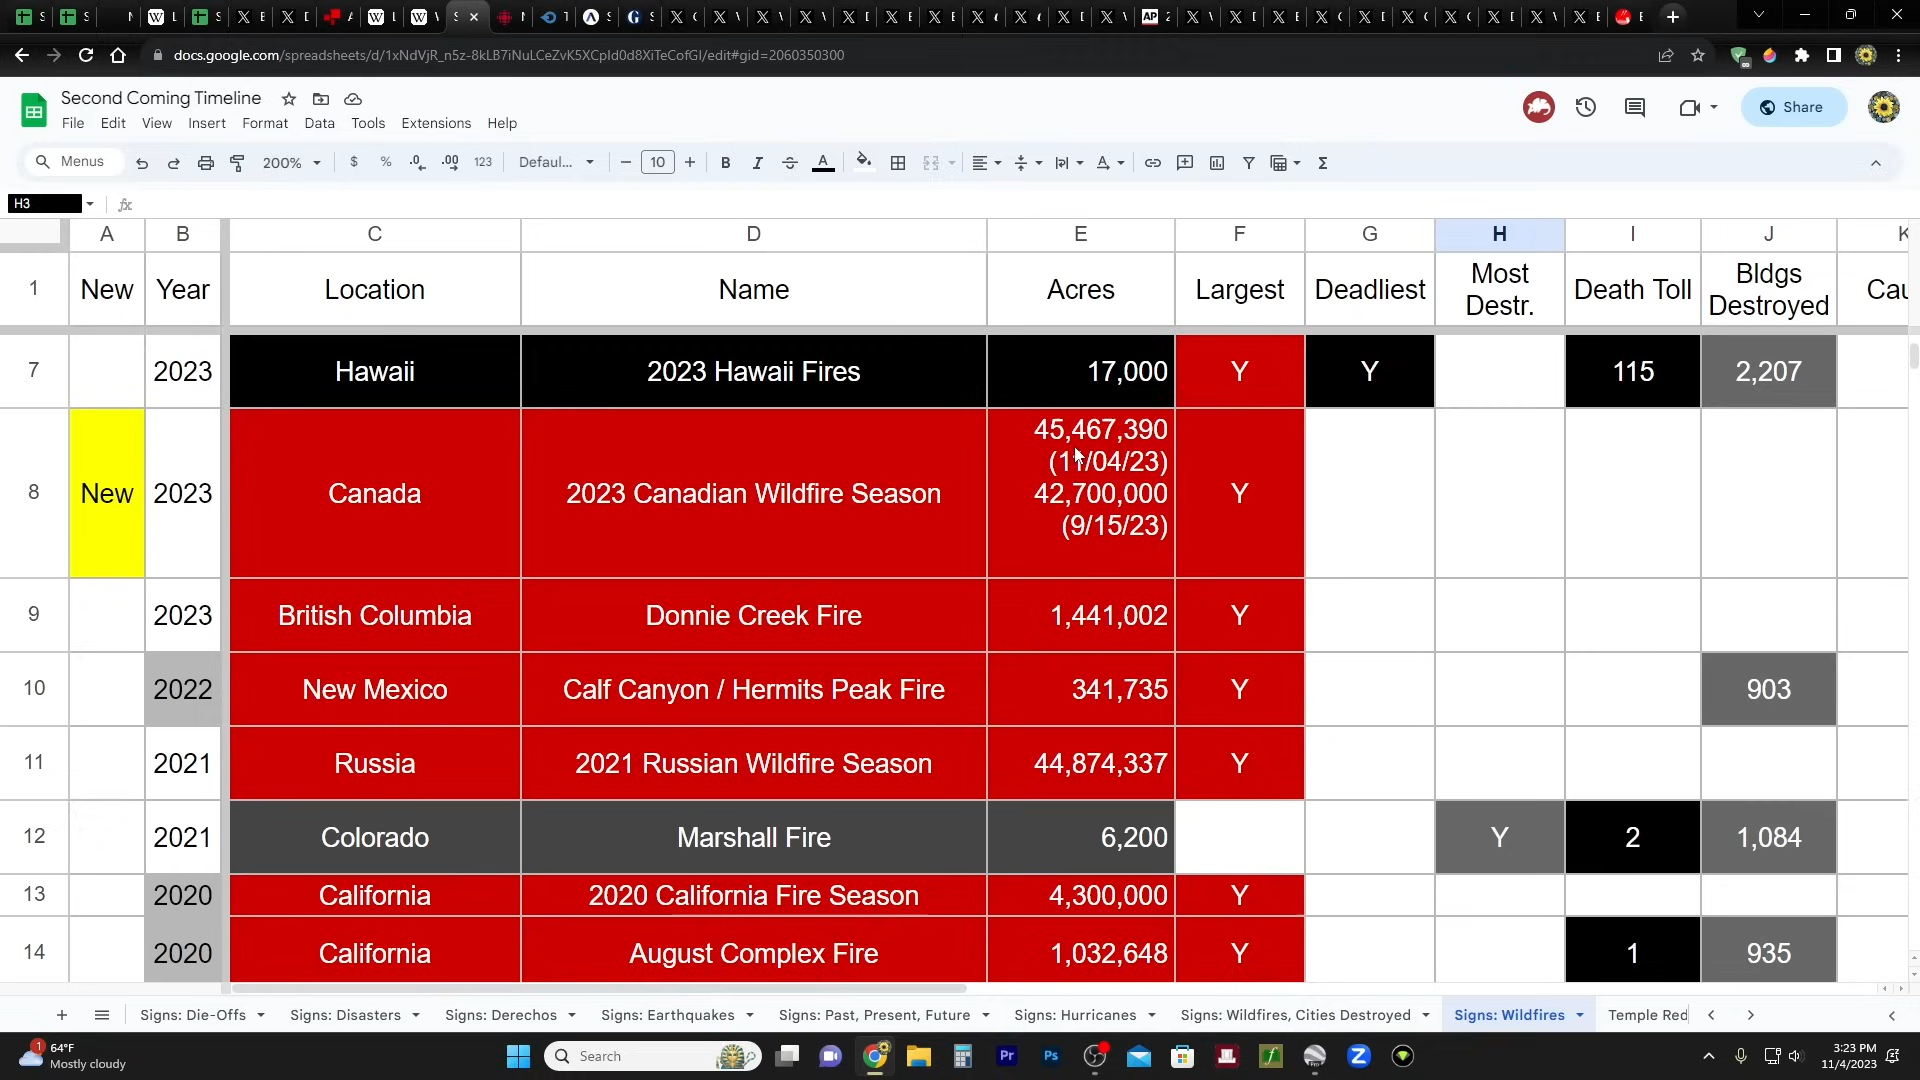 docs.google.com/spreadsheets/d/1xNdVjR_n5z-8kLB7iNuLCeZvK5XCpId0d8XiTeCofGI/edit#gid=2060350300
Second Coming Timeline
Share
File Edit View Insert Format Data Tools Extensions Help
Menus 200% $ % .0 .00 123 Defaul... 10 B I A
H3 fx
A B C D E F G H I J K
1 New Year Location Name Acres Largest Deadliest Most Destr. Death Toll Bldgs Destroyed Cau
7 2023 Hawaii 2023 Hawaii Fires 17,000 Y Y 115 2,207
8 New 2023 Canada 2023 Canadian Wildfire Season 45,467,390 (11/04/23) 42,700,000 (9/15/23) Y
9 2023 British Columbia Donnie Creek Fire 1,441,002 Y
10 2022 New Mexico Calf Canyon / Hermits Peak Fire 341,735 Y 903
11 2021 Russia 2021 Russian Wildfire Season 44,874,337 Y
12 2021 Colorado Marshall Fire 6,200 Y 2 1,084
13 2020 California 2020 California Fire Season 4,300,000 Y
14 2020 California August Complex Fire 1,032,648 Y 1 935
Signs: Die-Offs Signs: Disasters Signs: Derechos Signs: Earthquakes Signs: Past, Present, Future Signs: Hurricanes Signs: Wildfires, Cities Destroyed Signs: Wildfires Temple Red
1 64°F
Mostly cloudy
Search
Pr Ps
3:23 PM
11/4/2023